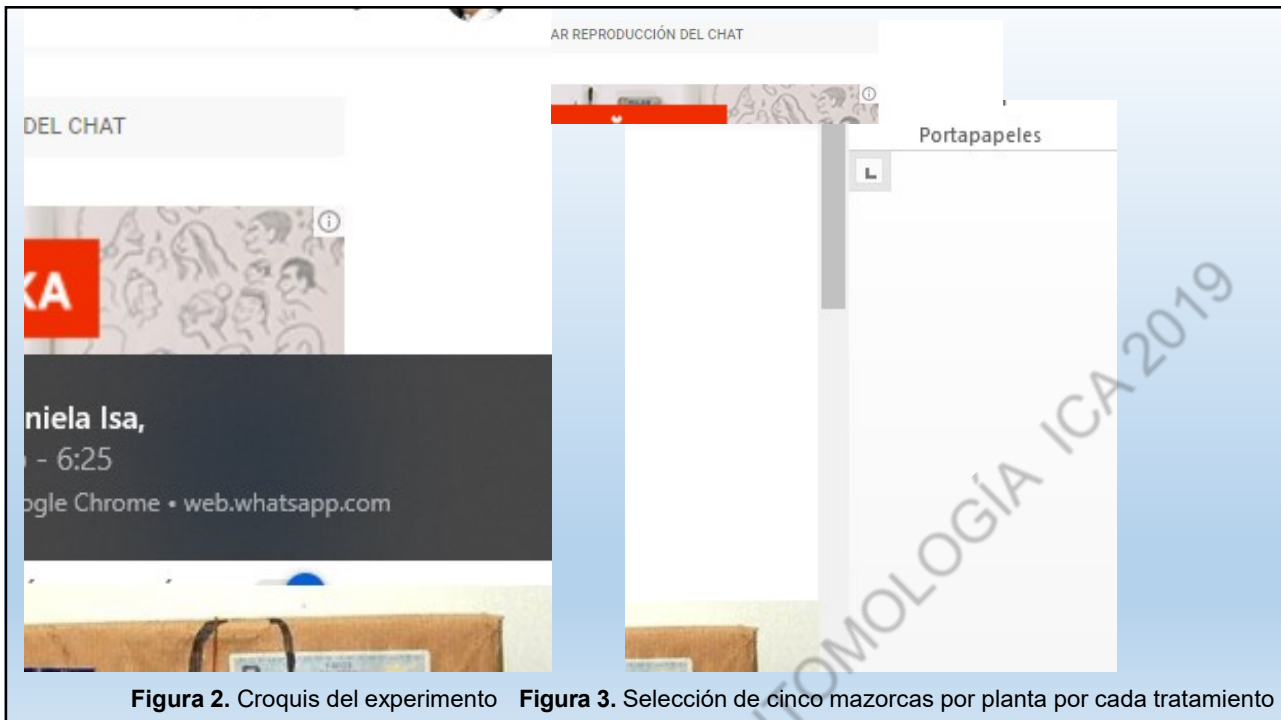 AR REPRODUCCIÓN DEL CHAT
DEL CHAT
Portapapeles
KA
niela Isa,
- 6:25
ogle Chrome • web.whatsapp.com
TOMOLOGÍA ICA 2019
Figura 2. Croquis del experimento Figura 3. Selección de cinco mazorcas por planta por cada tratamiento